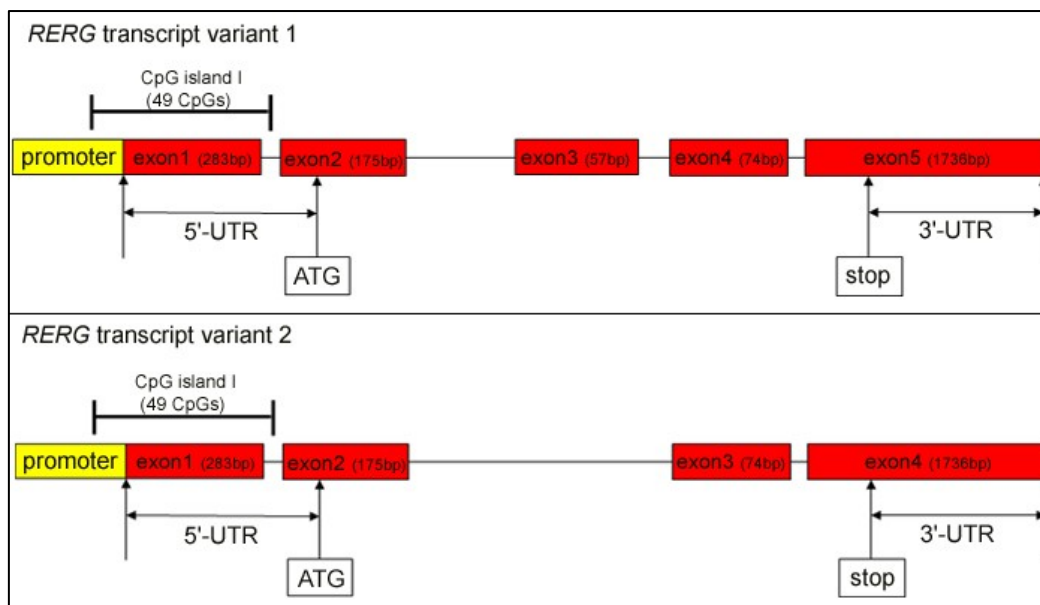 RERG transcript variant 1
CpG island I
(49 CpGs)
promoter exon1 (283bp) exon2 (175bp) exon3 (57bp) exon4 (74bp) exon5 (1736bp)
5'-UTR 3'-UTR
ATG stop
RERG transcript variant 2
CpG island I
(49 CpGs)
promoter exon1 (283bp) exon2 (175bp) exon3 (74bp) exon4 (1736bp)
5'-UTR 3'-UTR
ATG stop